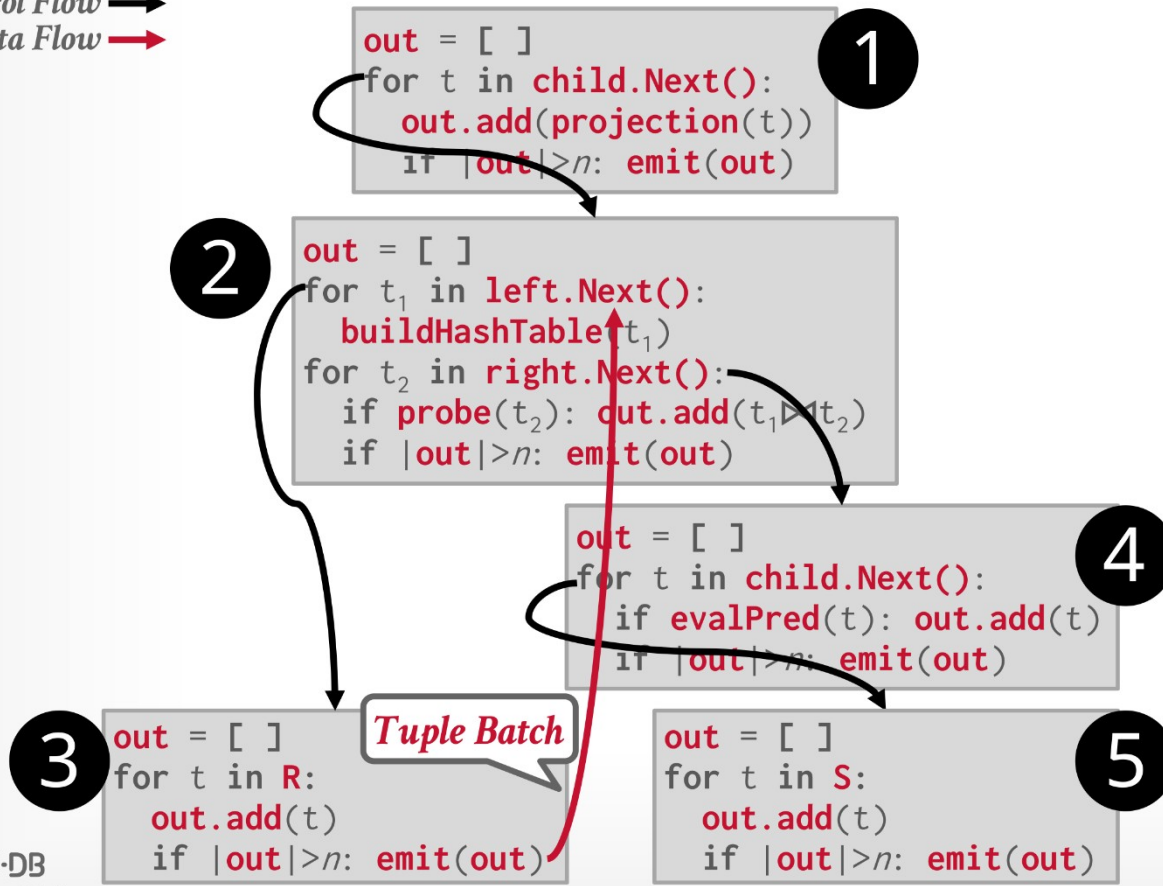 ol Flow
ta Flow
1
out = [ ]
for t in child.Next():
out.add(projection(t))
if |out|>n: emit(out)
2
out = [ ]
for t₁ in left.Next():
buildHashTable(t₁)
for t₂ in right.Next():
if probe(t₂): out.add(t₁⨝t₂)
if |out|>n: emit(out)
4
out = [ ]
for t in child.Next():
if evalPred(t): out.add(t)
if |out|>n: emit(out)
3
Tuple Batch
out = [ ]
for t in R:
out.add(t)
if |out|>n: emit(out)
5
out = [ ]
for t in S:
out.add(t)
if |out|>n: emit(out)
·DB